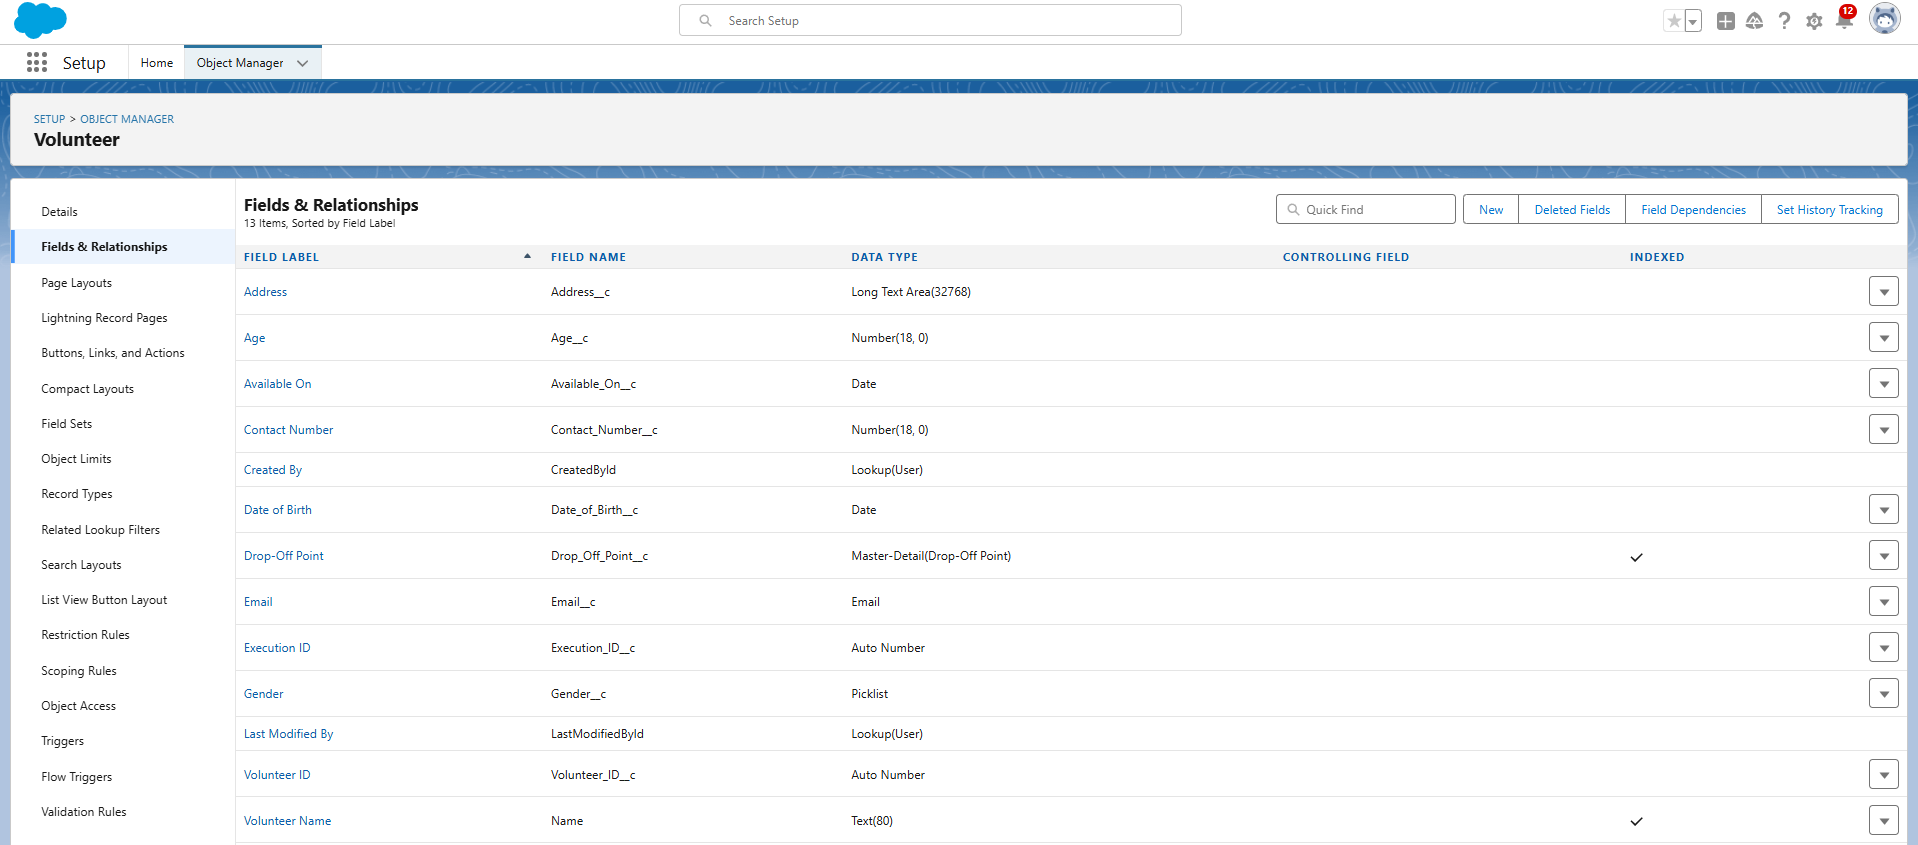 Search Setup
12
Setup
Home
Object Manager
SETUP > OBJECT MANAGER
Volunteer
Details
Fields & Relationships
Page Layouts
Lightning Record Pages
Buttons, Links, and Actions
Compact Layouts
Field Sets
Object Limits
Record Types
Related Lookup Filters
Search Layouts
List View Button Layout
Restriction Rules
Scoping Rules
Object Access
Triggers
Flow Triggers
Validation Rules
Fields & Relationships
13 Items, Sorted by Field Label
Quick Find
New
Deleted Fields
Field Dependencies
Set History Tracking
FIELD LABEL FIELD NAME DATA TYPE CONTROLLING FIELD INDEXED
Address Address__c Long Text Area(32768)
Age Age__c Number(18, 0)
Available On Available_On__c Date
Contact Number Contact_Number__c Number(18, 0)
Created By CreatedById Lookup(User)
Date of Birth Date_of_Birth__c Date
Drop-Off Point Drop_Off_Point__c Master-Detail(Drop-Off Point)
Email Email__c Email
Execution ID Execution_ID__c Auto Number
Gender Gender__c Picklist
Last Modified By LastModifiedById Lookup(User)
Volunteer ID Volunteer_ID__c Auto Number
Volunteer Name Name Text(80)